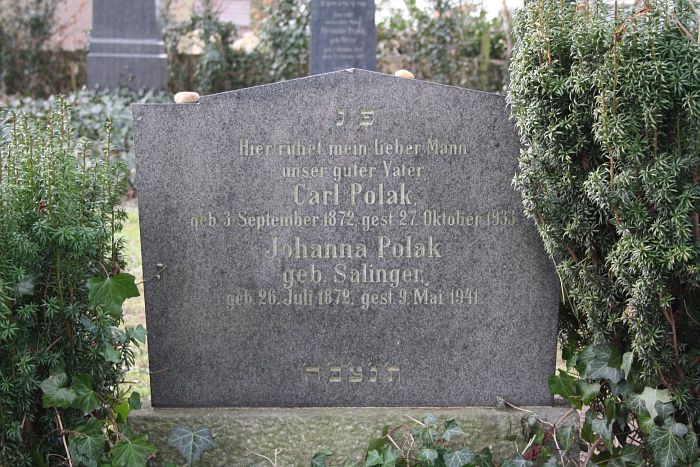 פ נ
Hier ruhet mein lieber Mann
unser guter Vater
Carl Polak,
geb. 3. September 1872, gest. 27. Oktober 1933
Johanna Polak
geb. Salinger,
geb. 26. Juli 1872, gest. 9. Mai 1941
תנצבה